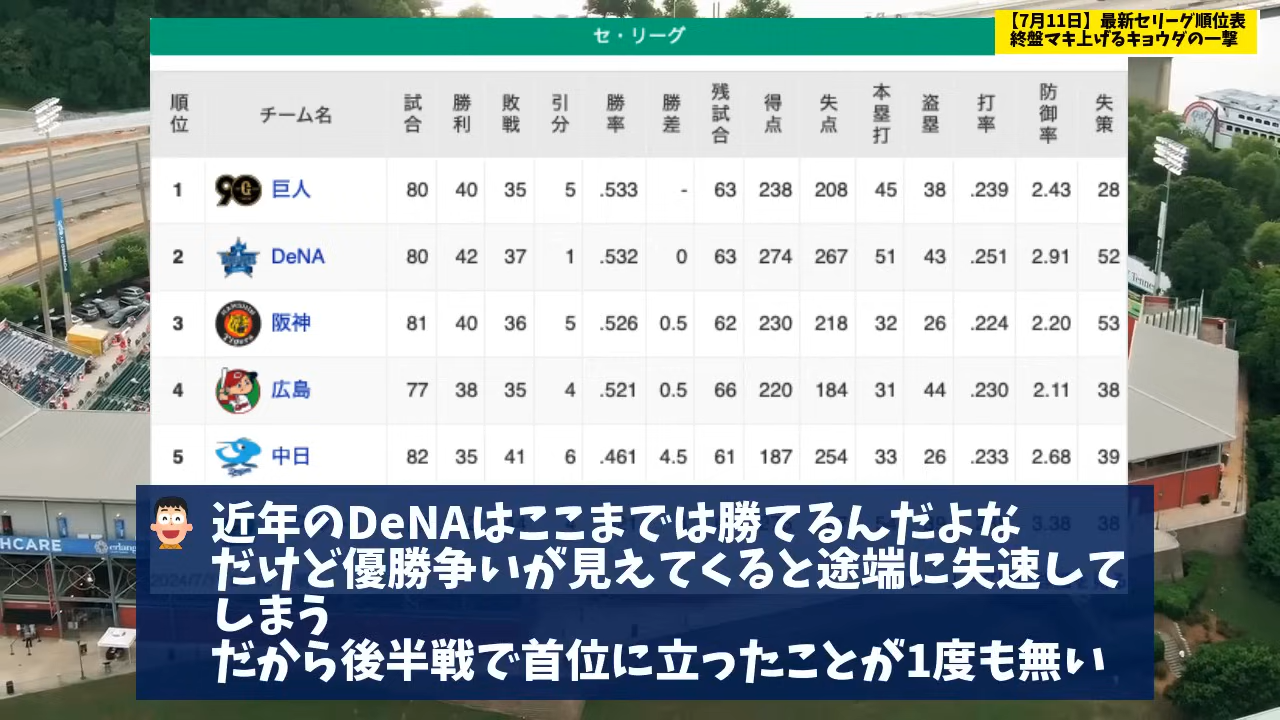 【7月11日】最新セリーグ順位表
終盤マキ上げるキョウダの一撃
セ・リーグ
順位 チーム名 試合 勝利 敗戦 引分 勝率 勝差 残試合 得点 失点 本塁打 盗塁 打率 防御率 失策
1 巨人 80 40 35 5 .533 - 63 238 208 45 38 .239 2.43 28
2 DeNA 80 42 37 1 .532 0 63 274 267 51 43 .251 2.91 52
3 阪神 81 40 36 5 .526 0.5 62 230 218 32 26 .224 2.20 53
4 広島 77 38 35 4 .521 0.5 66 220 184 31 44 .230 2.11 38
5 中日 82 35 41 6 .461 4.5 61 187 254 33 26 .233 2.68 39
3.38 38
近年のDeNAはここまでは勝てるんだよな
だけど優勝争いが見えてくると途端に失速して
しまう
だから後半戦で首位に立ったことが1度も無い
HCARE